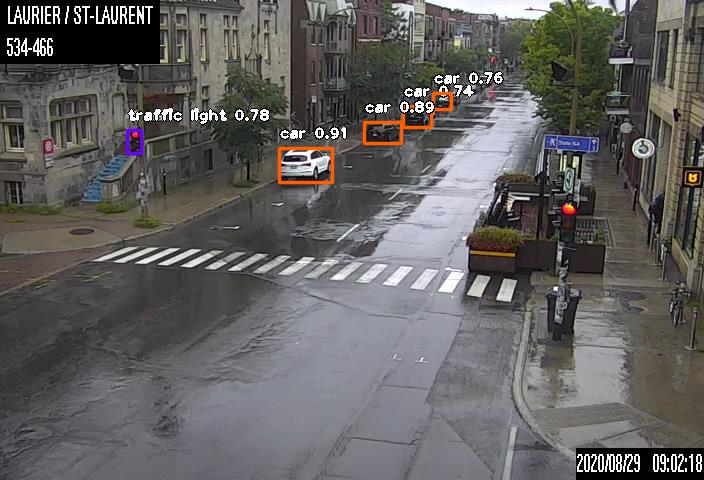 LAURIER / ST-LAURENT
534-466
car 0.76
car 0.74
car 0.89
traffic light 0.78
car 0.91
2020/08/29 09:02:18